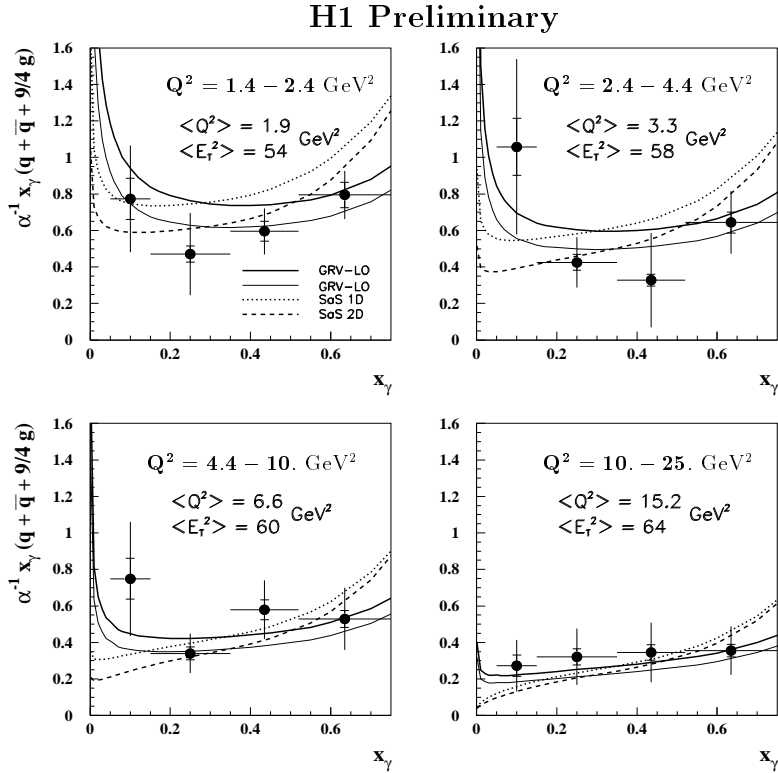 H1 Preliminary
α⁻¹ xγ (q + q̅ + 9/4 g)
1.6
1.4
1.2
1
0.8
0.6
0.4
0.2
0
Q² = 1.4 – 2.4 GeV²
<Q²> = 1.9
<E_T²> = 54
GeV²
GRV–LO
GRV–LO
SaS 1D
SaS 2D
0 0.2 0.4 0.6
xγ
1.6
1.4
1.2
1
0.8
0.6
0.4
0.2
0
Q² = 2.4 – 4.4 GeV²
<Q²> = 3.3
<E_T²> = 58
GeV²
0 0.2 0.4 0.6
xγ
α⁻¹ xγ (q + q̅ + 9/4 g)
1.6
1.4
1.2
1
0.8
0.6
0.4
0.2
0
Q² = 4.4 – 10. GeV²
<Q²> = 6.6
<E_T²> = 60
GeV²
0 0.2 0.4 0.6
xγ
1.6
1.4
1.2
1
0.8
0.6
0.4
0.2
0
Q² = 10. – 25. GeV²
<Q²> = 15.2
<E_T²> = 64
GeV²
0 0.2 0.4 0.6
xγ